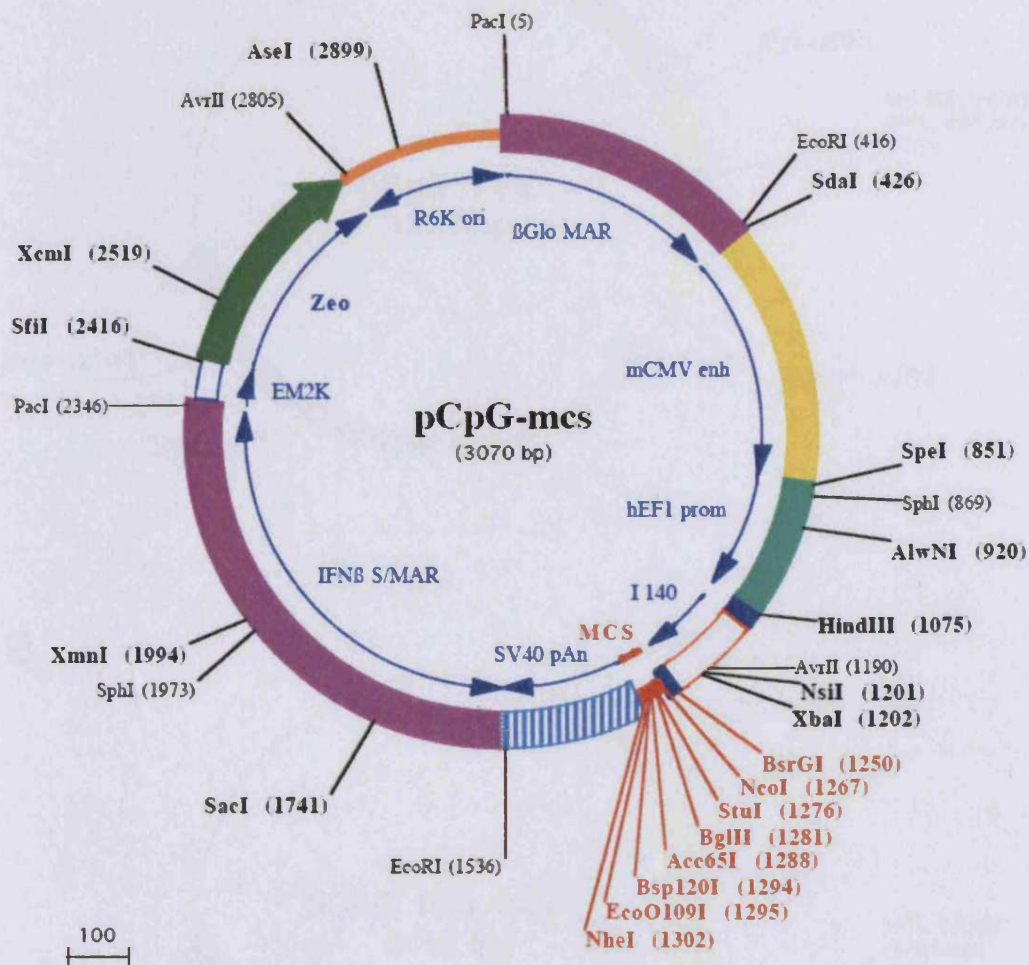 PacI (5)
AseI (2899)
AvrII (2805)
EcoRI (416)
SdaI (426)
R6K ori
ßGlo MAR
XcmI (2519)
Zeo
SfiI (2416)
mCMV enh
EM2K
PacI (2346)
pCpG-mcs
(3070 bp)
SpeI (851)
SphI (869)
hEF1 prom
AlwNI (920)
IFNß S/MAR
I 140
HindIII (1075)
MCS
SV40 pAn
XmnI (1994)
AvrII (1190)
SphI (1973)
NsiI (1201)
XbaI (1202)
BsrGI (1250)
NcoI (1267)
SacI (1741)
StuI (1276)
BglII (1281)
Acc65I (1288)
EcoRI (1536)
Bsp120I (1294)
EcoO109I (1295)
NheI (1302)
100